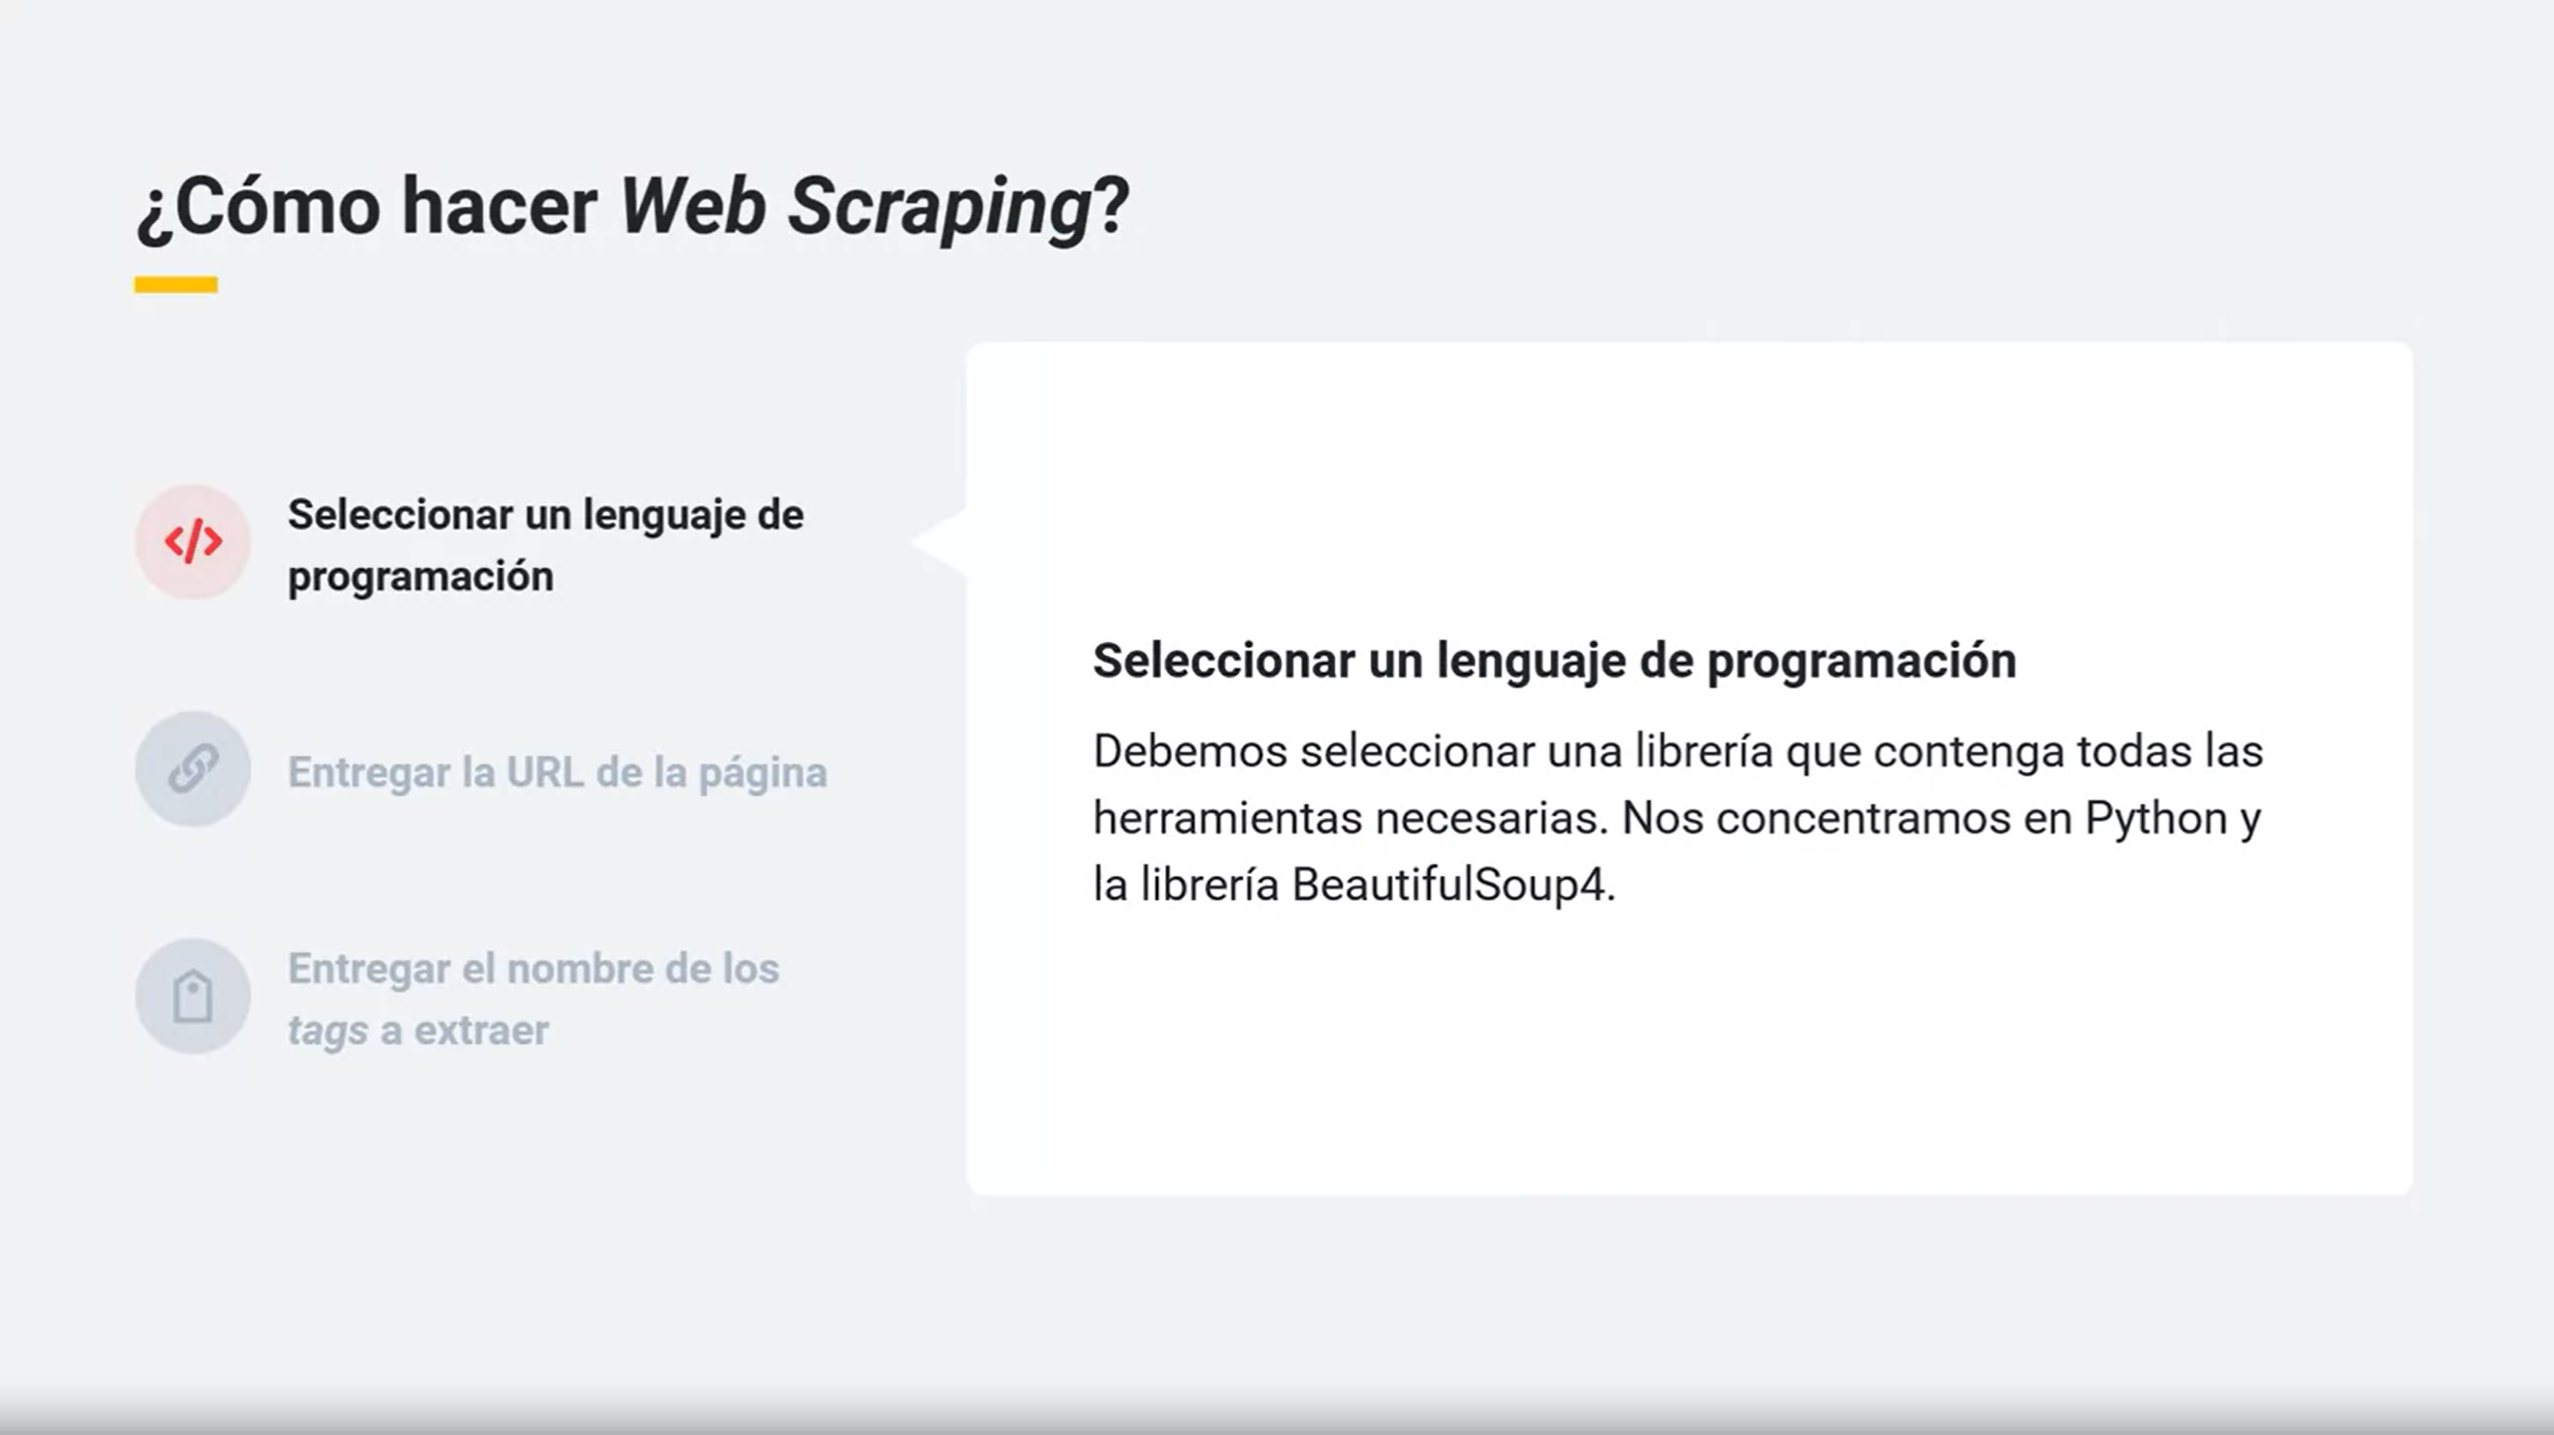 ¿Cómo hacer Web Scraping?
Seleccionar un lenguaje de
programación
Entregar la URL de la página
Entregar el nombre de los
tags a extraer
Seleccionar un lenguaje de programación
Debemos seleccionar una librería que contenga todas las
herramientas necesarias. Nos concentramos en Python y
la librería BeautifulSoup4.